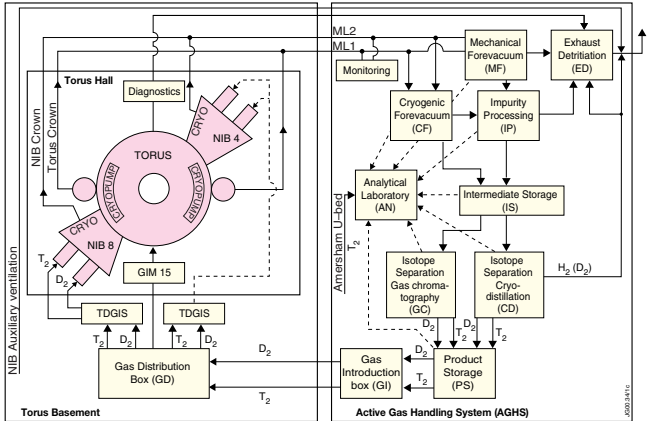 ML2
ML1
Mechanical
Forevacuum
(MF)
Exhaust
Detritiation
(ED)
Monitoring
Torus Hall
Diagnostics
NIB Crown
Torus Crown
CRYO
NIB 4
TORUS
CRYOPUMP
CRYOPUMP
CRYO
NIB 8
Cryogenic
Forevacuum
(CF)
Impurity
Processing
(IP)
Analytical
Laboratory
(AN)
Intermediate Storage
(IS)
Amersham U–bed
T2
NIB Auxiliary ventilation
T2
D2
GIM 15
TDGIS
TDGIS
Isotope
Separation
Gas chroma-
tography
(GC)
Isotope
Separation
Cryo-
distillation
(CD)
H2 (D2)
T2
D2
T2
D2
D2
T2
D2
T2
Gas Distribution
Box (GD)
D2
T2
Gas
Introduction
box (GI)
D2
T2
Product
Storage
(PS)
Torus Basement
Active Gas Handling System (AGHS)
JG00.34/1c